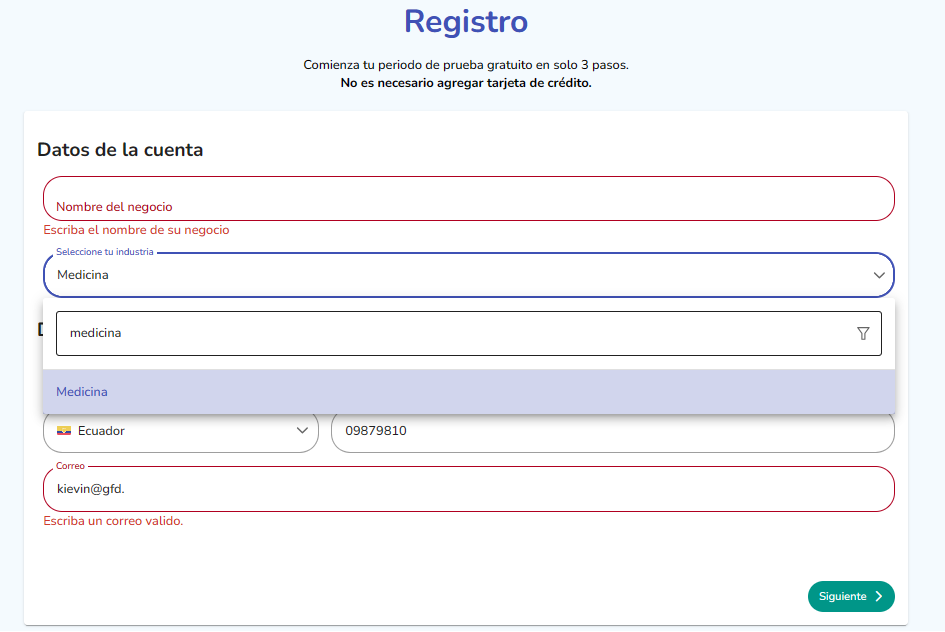 Registro
Comienza tu periodo de prueba gratuito en solo 3 pasos.
No es necesario agregar tarjeta de crédito.
Datos de la cuenta
Nombre del negocio
Escriba el nombre de su negocio
Seleccione tu industria
Medicina
medicina
Medicina
Ecuador
09879810
Correo
kievin@gfd.
Escriba un correo valido.
Siguiente